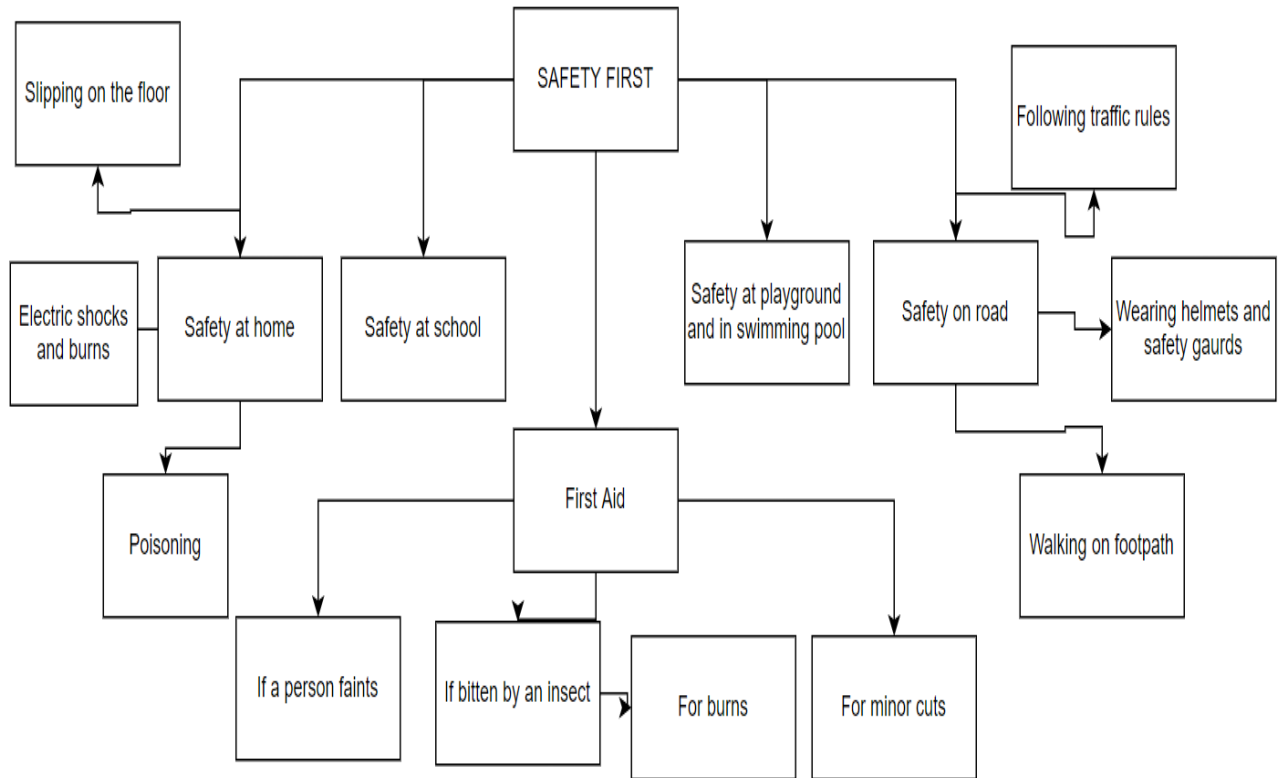 SAFETY FIRST
Slipping on the floor
Following traffic rules
Electric shocks
and burns
Safety at home
Safety at school
Safety at playground
and in swimming pool
Safety on road
Wearing helmets and
safety gaurds
Poisoning
First Aid
Walking on footpath
If a person faints
If bitten by an insect
For burns
For minor cuts